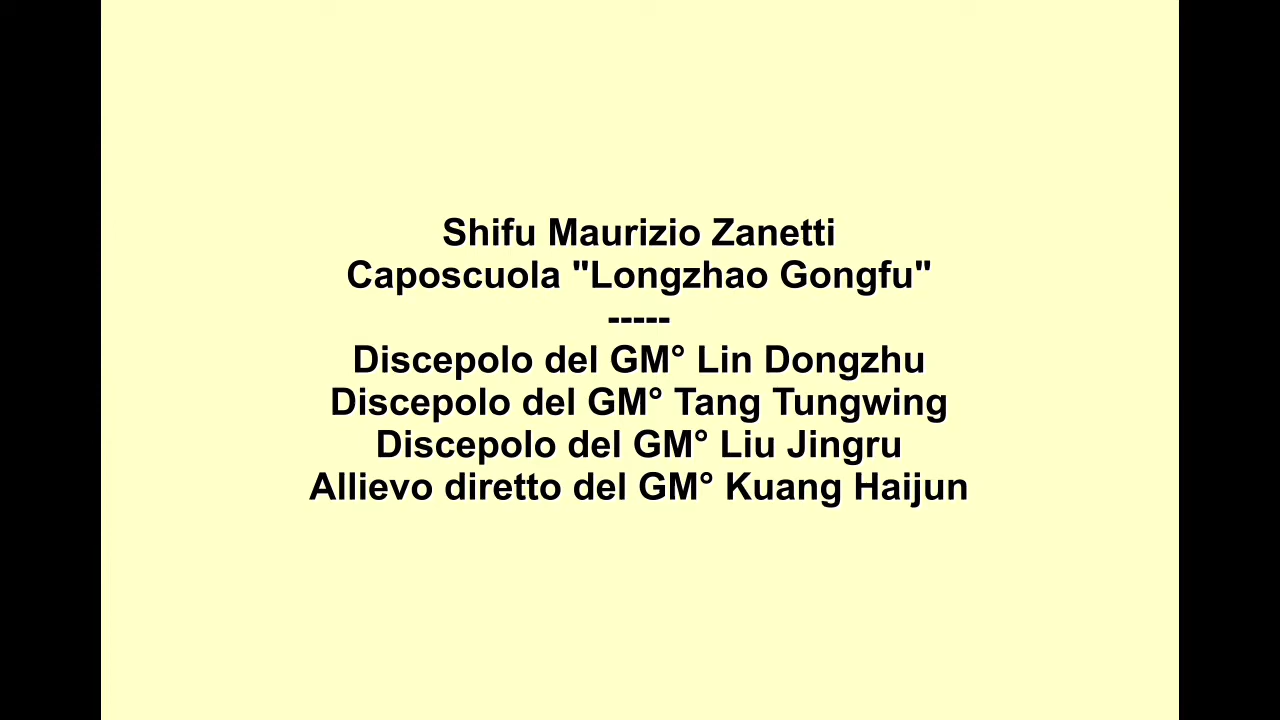 Shifu Maurizio Zanetti
Caposcuola "Longzhao Gongfu"
-----
Discepolo del GM° Lin Dongzhu
Discepolo del GM° Tang Tungwing
Discepolo del GM° Liu Jingru
Allievo diretto del GM° Kuang Haijun